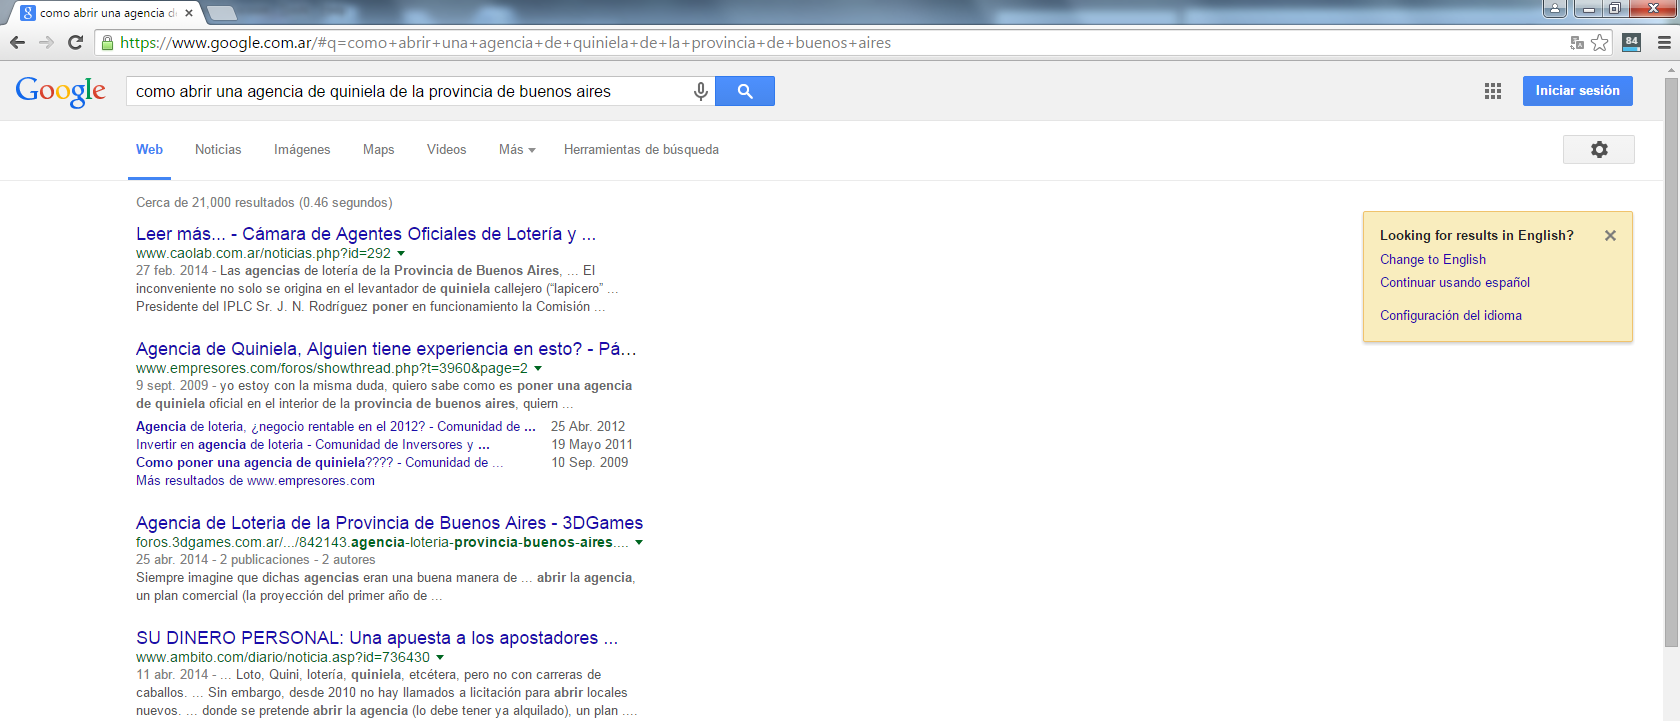 como abrir una agencia d
https://www.google.com.ar/#q=como+abrir+una+agencia+de+quiniela+de+la+provincia+de+buenos+aires
84
Google
como abrir una agencia de quiniela de la provincia de buenos aires
Iniciar sesión
Web Noticias Imágenes Maps Videos Más Herramientas de búsqueda
Cerca de 21,000 resultados (0.46 segundos)
Leer más... - Cámara de Agentes Oficiales de Lotería y ...
www.caolab.com.ar/noticias.php?id=292
27 feb. 2014 - Las agencias de lotería de la Provincia de Buenos Aires, ... El
inconveniente no solo se origina en el levantador de quiniela callejero (“lapicero” ...
Presidente del IPLC Sr. J. N. Rodríguez poner en funcionamiento la Comisión ...
Agencia de Quiniela, Alguien tiene experiencia en esto? - Pá...
www.empresores.com/foros/showthread.php?t=3960&page=2
9 sept. 2009 - yo estoy con la misma duda, quiero sabe como es poner una agencia
de quiniela oficial en el interior de la provincia de buenos aires, quiern ...
Agencia de loteria, ¿negocio rentable en el 2012? - Comunidad de ... 25 Abr. 2012
Invertir en agencia de loteria - Comunidad de Inversores y ... 19 Mayo 2011
Como poner una agencia de quiniela???? - Comunidad de ... 10 Sep. 2009
Más resultados de www.empresores.com
Agencia de Loteria de la Provincia de Buenos Aires - 3DGames
foros.3dgames.com.ar/.../842143.agencia-loteria-provincia-buenos-aires....
25 abr. 2014 - 2 publicaciones - 2 autores
Siempre imagine que dichas agencias eran una buena manera de ... abrir la agencia,
un plan comercial (la proyección del primer año de ...
SU DINERO PERSONAL: Una apuesta a los apostadores ...
www.ambito.com/diario/noticia.asp?id=736430
11 abr. 2014 - ... Loto, Quini, lotería, quiniela, etcétera, pero no con carreras de
caballos. ... Sin embargo, desde 2010 no hay llamados a licitación para abrir locales
nuevos. ... donde se pretende abrir la agencia (lo debe tener ya alquilado), un plan ....
Looking for results in English?
Change to English
Continuar usando español
Configuración del idioma